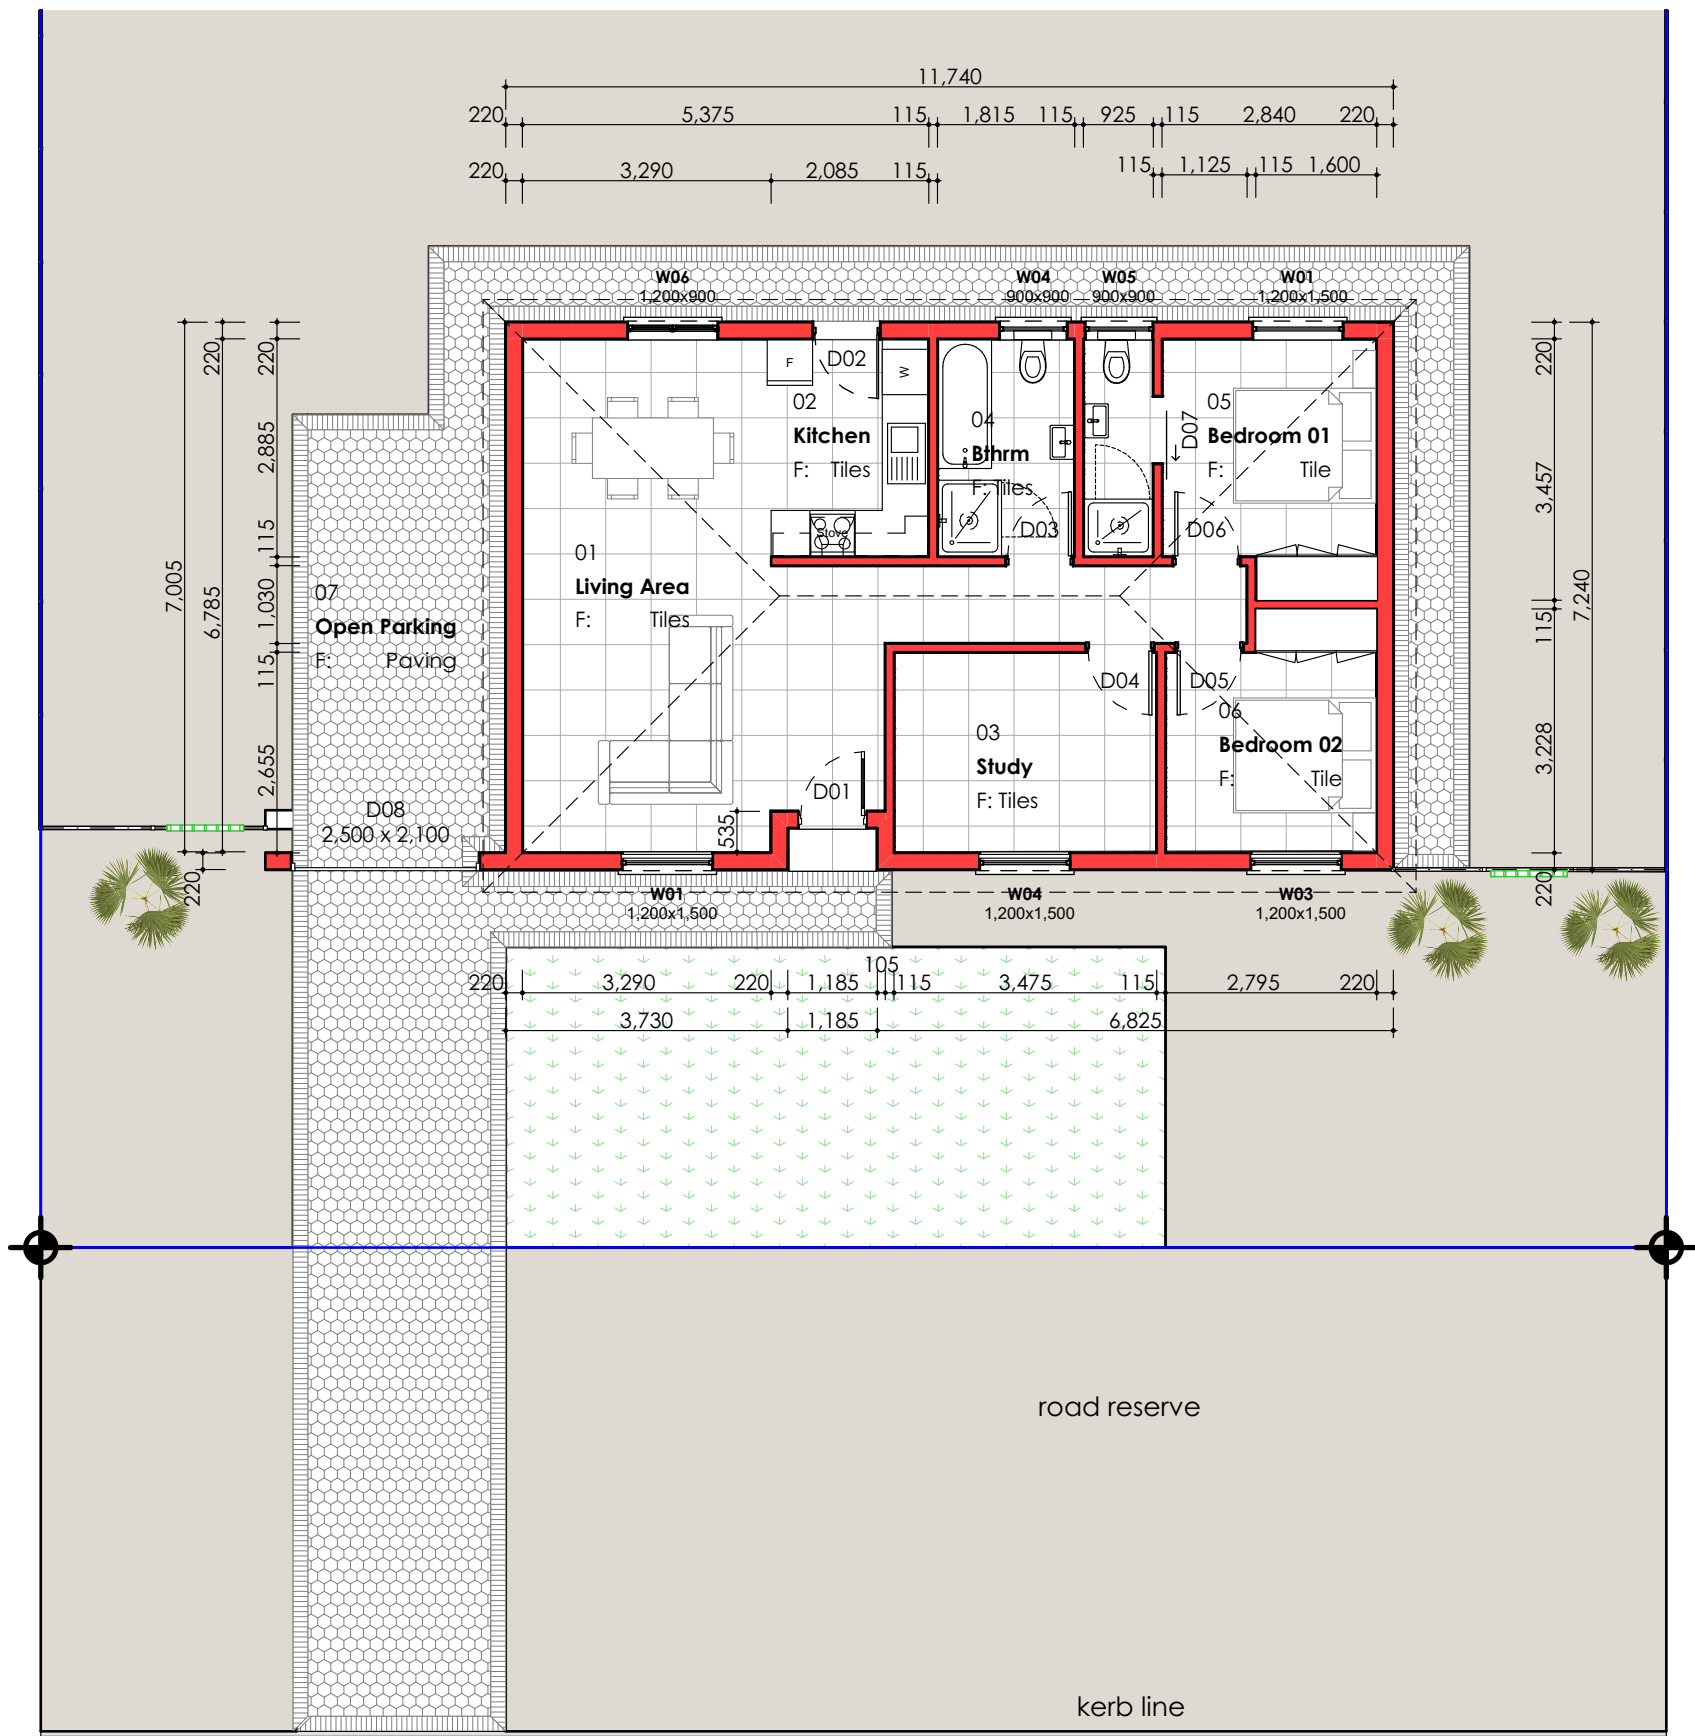 11,740
220 5,375 115 1,815 115 925 115 2,840 220
220 3,290 2,085 115 115 1,125 115 1,600
W06 W04 W05 W01
1,200x900 900x900 900x900 1,200x1,500
7,005
220
6,785
220
2,885
115
1,030
115
2,655
220
220
3,457
115
3,228
220
7,240
F
D02
W
02
Kitchen
F: Tiles
04
Bthrm
F: Tiles
D03
D07
05
Bedroom 01
F: Tile
D06
Stove
01
Living Area
F: Tiles
07
Open Parking
F: Paving
D08
2,500 x 2,100
D04
D05
03
Study
F: Tiles
06
Bedroom 02
F: Tile
D01
535
W01 W04 W03
1,200x1,500 1,200x1,500 1,200x1,500
105
220 3,290 220 1,185 115 3,475 115 2,795 220
3,730 1,185 6,825
road reserve
kerb line